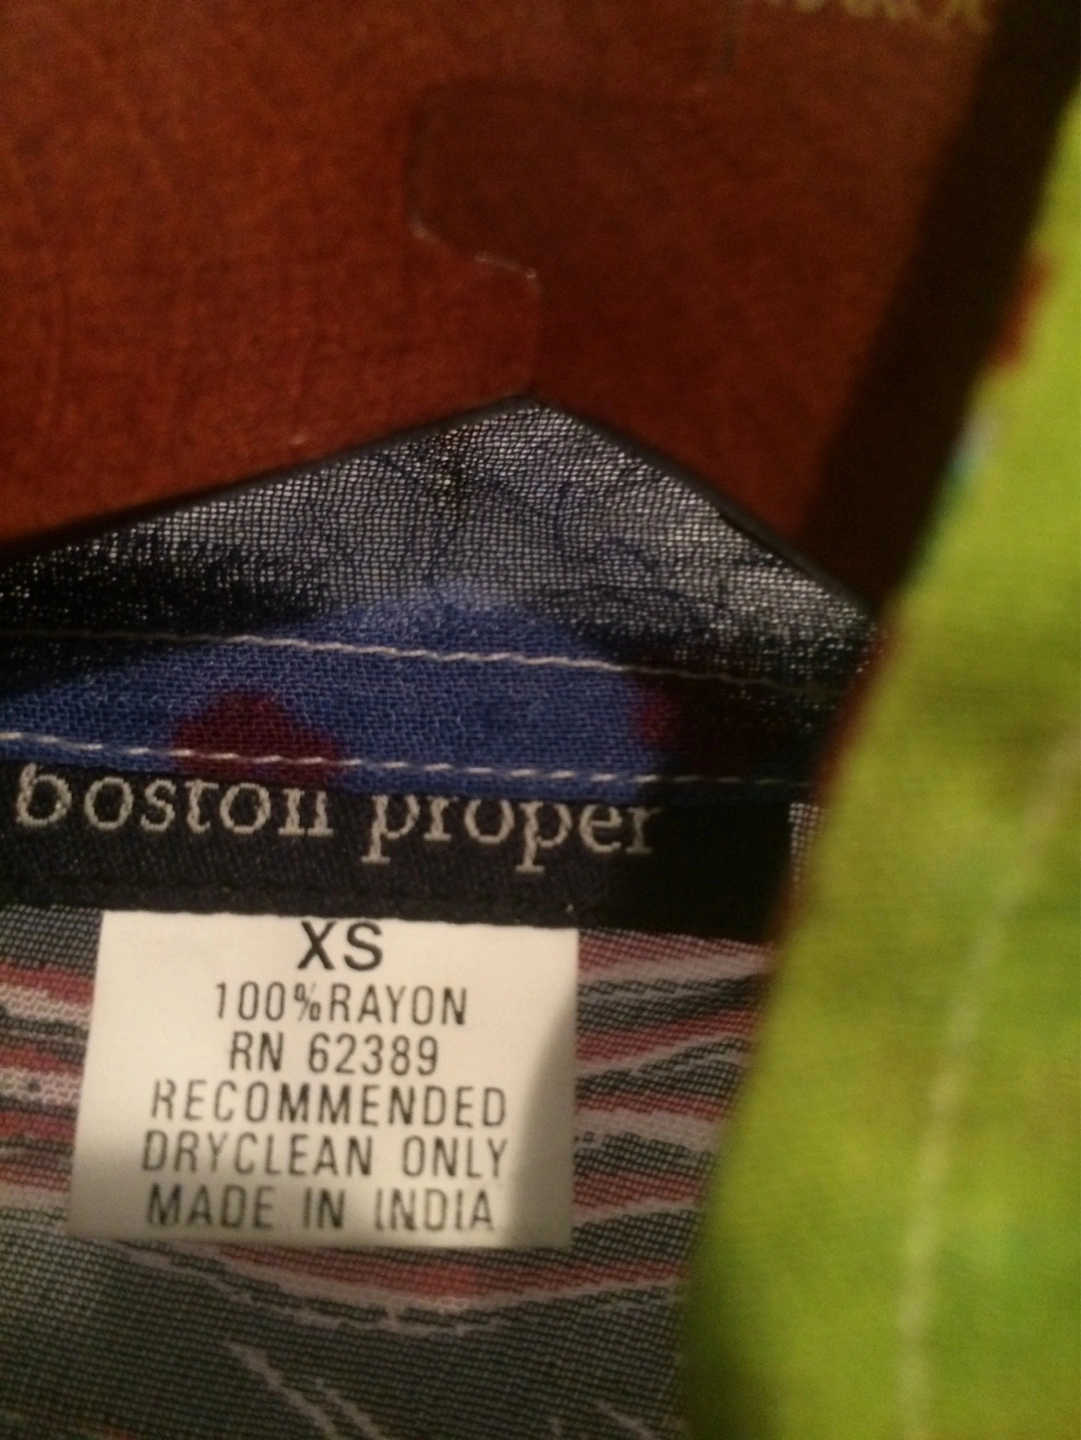 boston proper
XS
100%RAYON
RN 62389
RECOMMENDED
DRYCLEAN ONLY
MADE IN INDIA